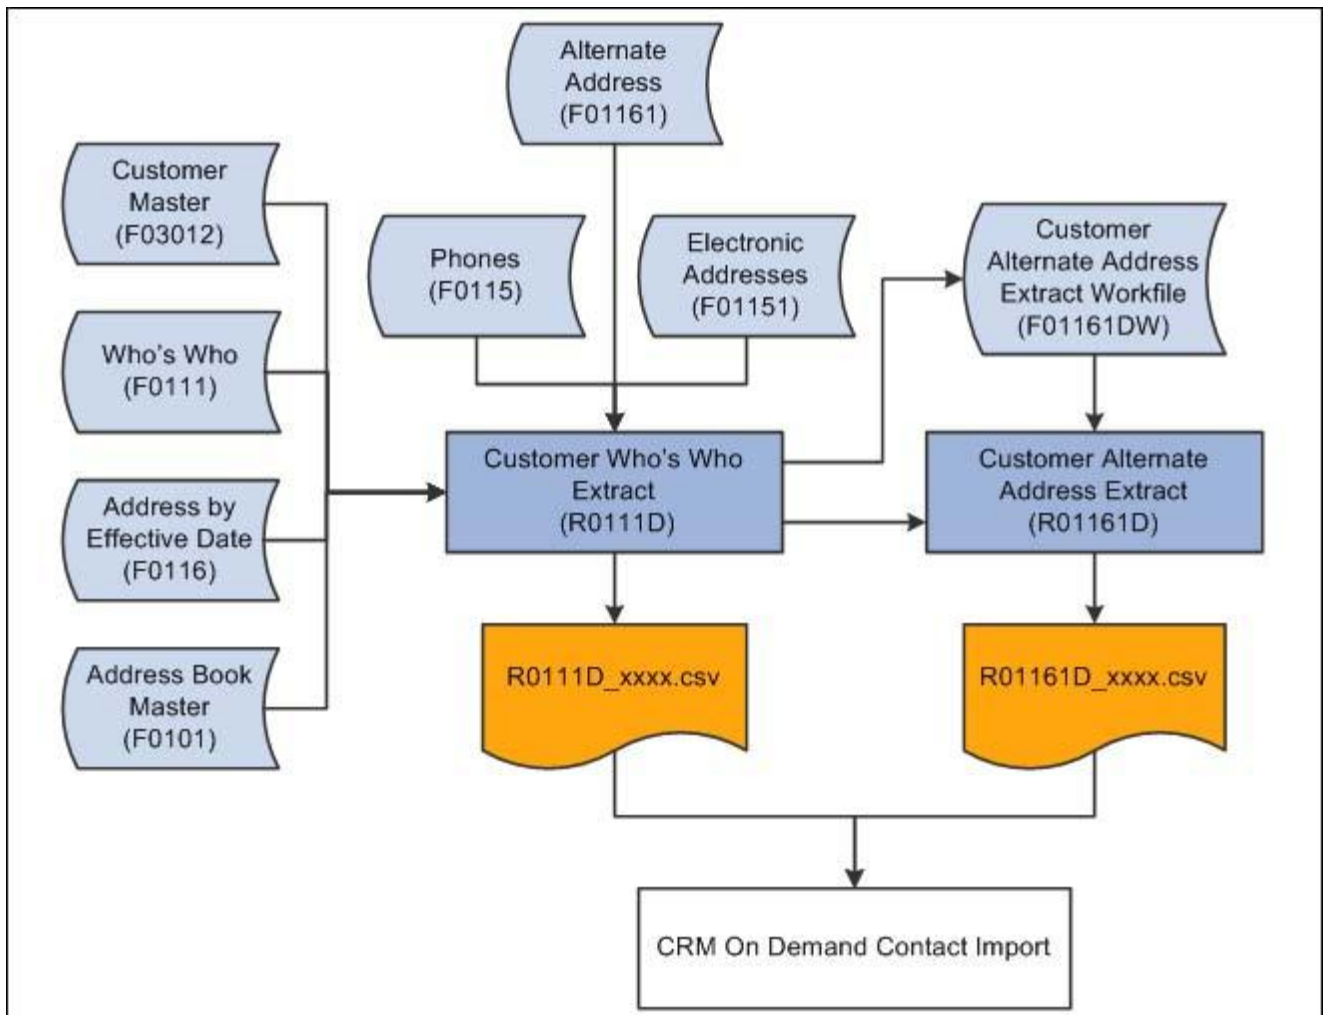 Alternate
Address
(F01161)
Customer
Master
(F03012)
Phones
(F0115)
Electronic
Addresses
(F01151)
Customer
Alternate Address
Extract Workfile
(F01161DW)
Who's Who
(F0111)
Customer Who's Who
Extract
(R0111D)
Customer Alternate
Address Extract
(R01161D)
Address by
Effective Date
(F0116)
Address Book
Master
(F0101)
R0111D_xxxx.csv
R01161D_xxxx.csv
CRM On Demand Contact Import